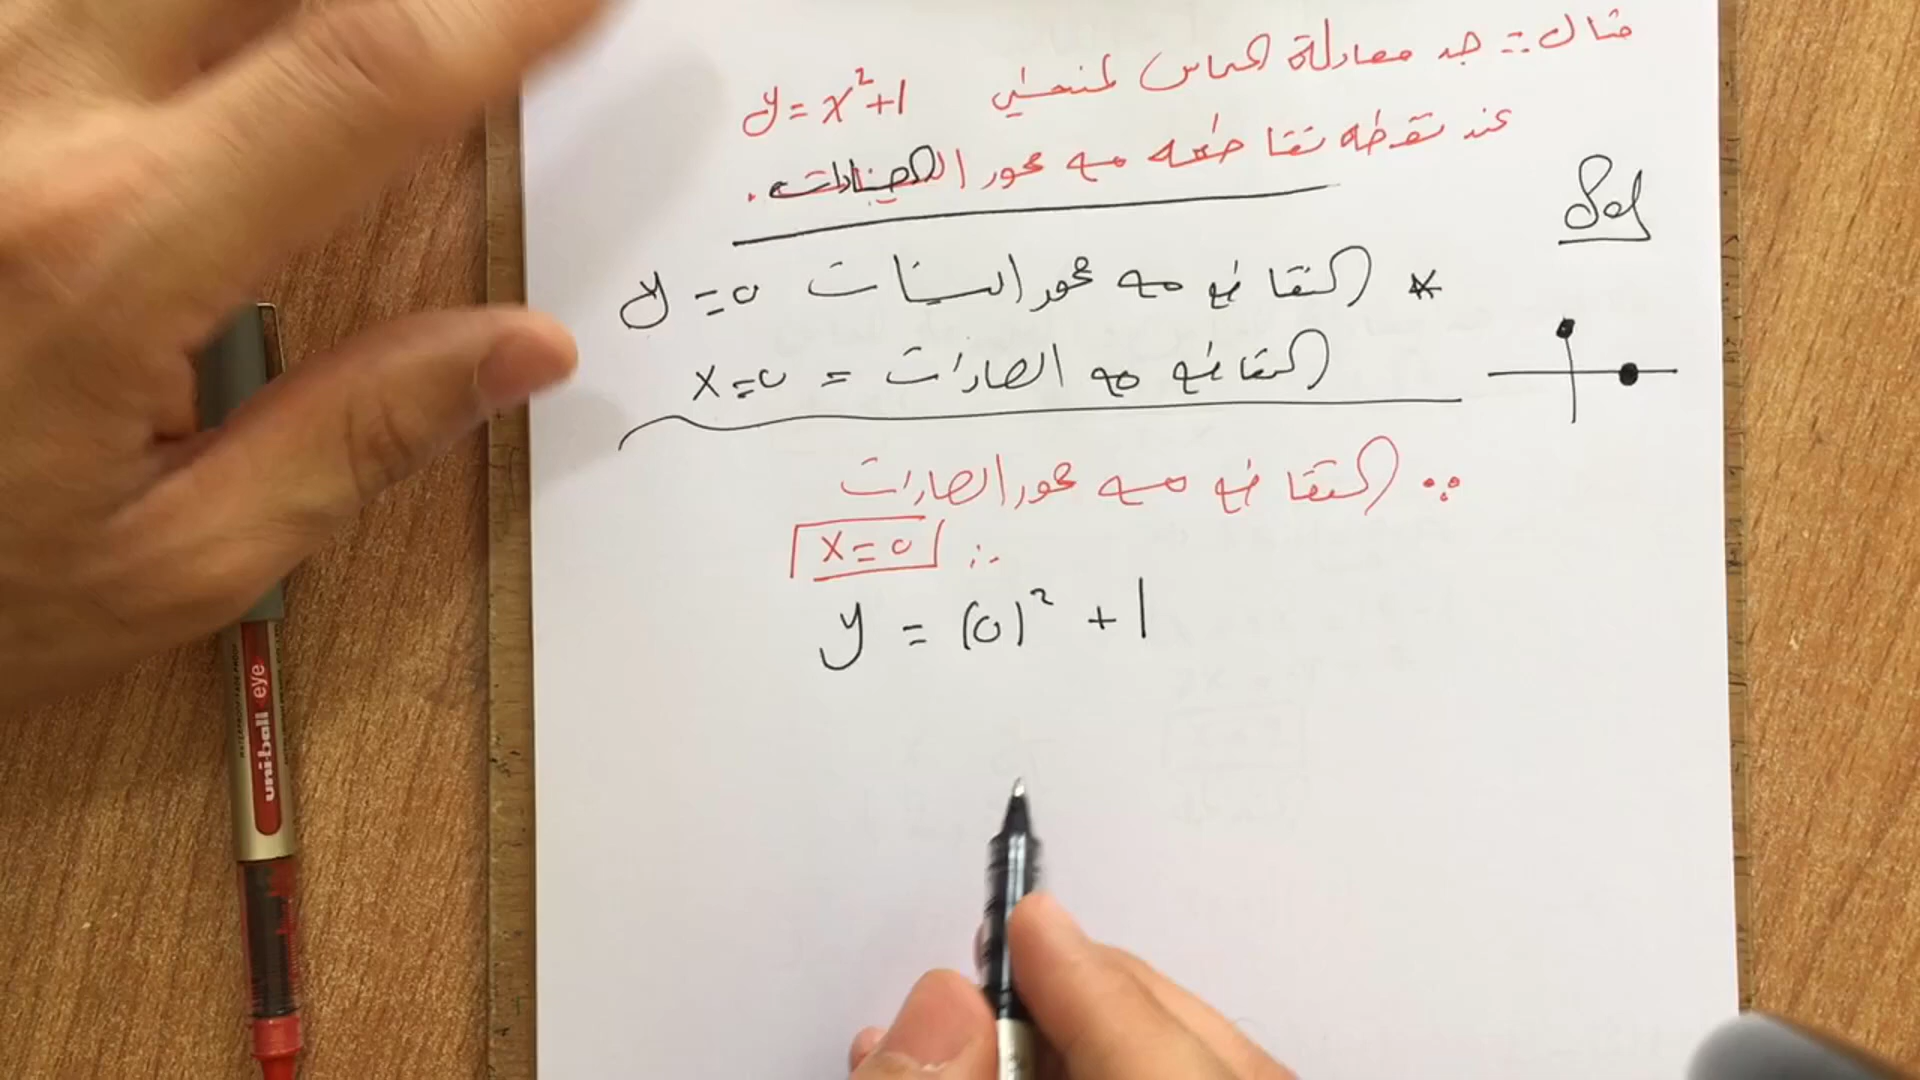 مثال :- جد معادلة المماس لمنحني y = x² + 1
عند نقطه تقاطعه مع محور الصادات .
Sol
* التقاطع مع محور السينات y = 0
التقاطع مع الصادات = x = 0
∵ التقاطع مع محور الصادات
∴ x = 0
y = (0)² + 1
uni-ball eye